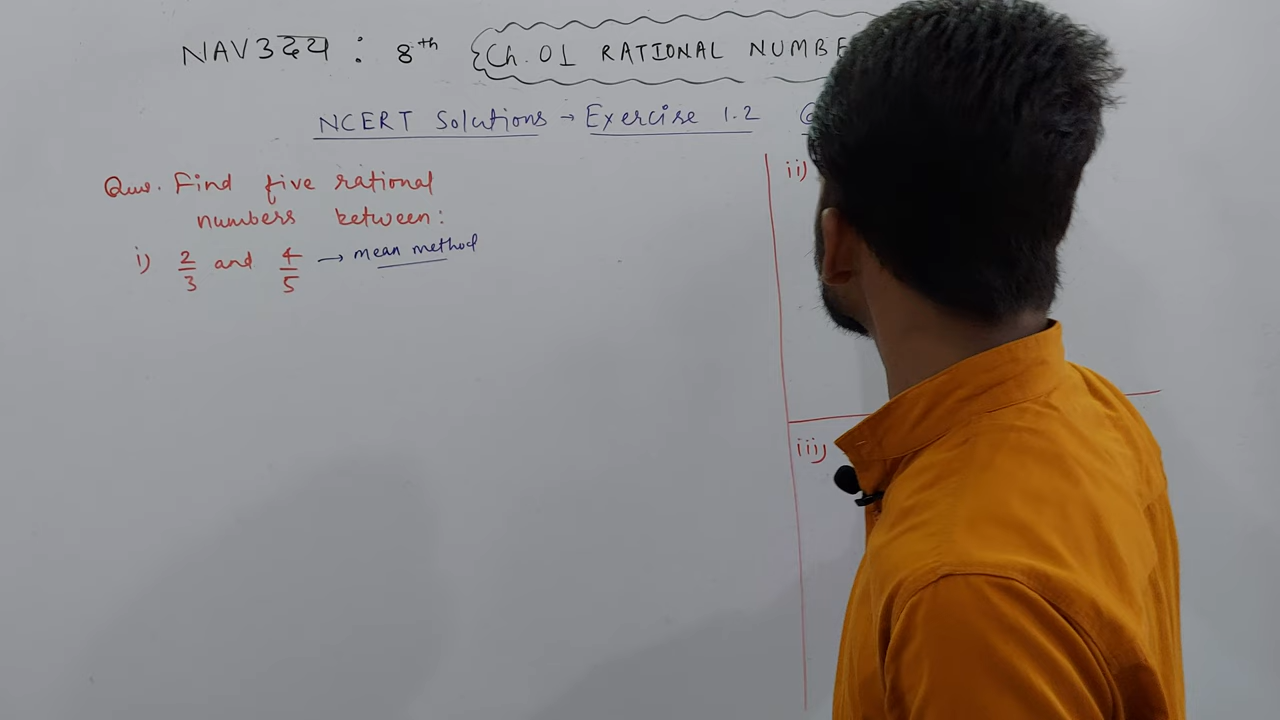 NAV3दय : 8th Ch. 01 RATIONAL NUMBE
NCERT Solutions → Exercise 1.2
Que. Find five rational
numbers between:
i) 2/3 and 4/5 → mean method
ii)
iii)